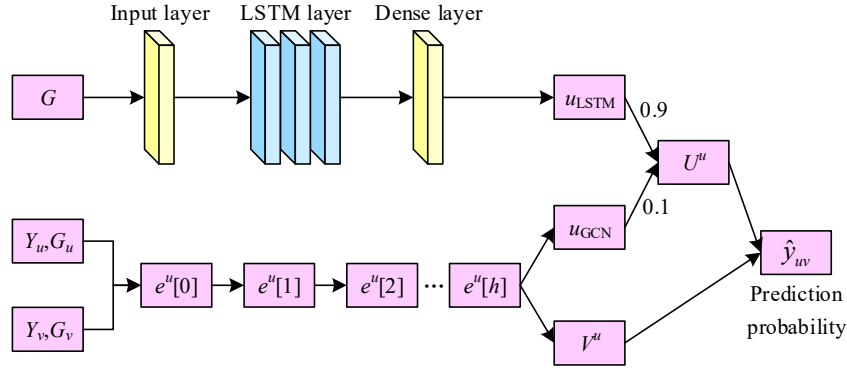 Input layer LSTM layer Dense layer
G
u_LSTM
0.9
U^u
0.1
Y_u,G_u
u_GCN
ŷ_uv
e^u[0] e^u[1] e^u[2] ... e^u[h]
Prediction
probability
Y_v,G_v
V^u